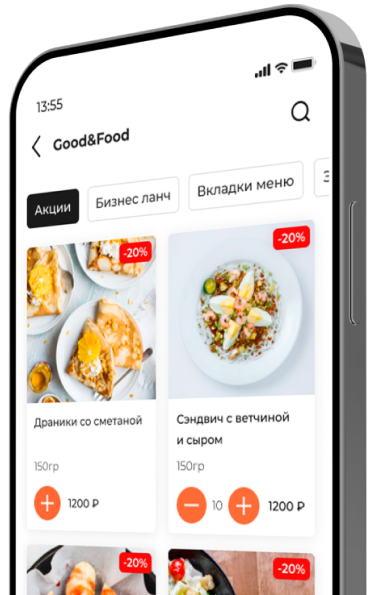 13:55
Good&Food
Акции
Бизнес ланч
Вкладки меню
-20%
-20%
Драники со сметаной
150гр
1200 ₽
Сэндвич с ветчиной
и сыром
150гр
10
1200 ₽
-20%
-20%